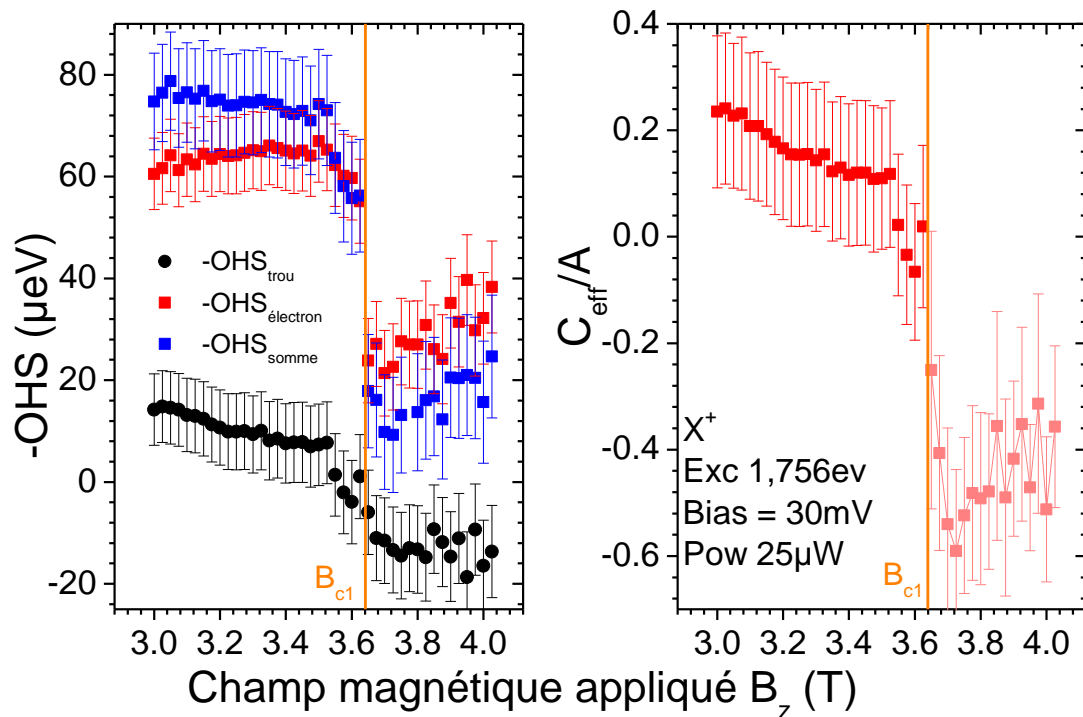 -OHS (µeV)
80
60
40
20
0
-20
-OHS_trou
-OHS_électron
-OHS_somme
B_c1
3.0 3.2 3.4 3.6 3.8 4.0
C_eff/A
0.4
0.2
0.0
-0.2
-0.4
-0.6
X^+
Exc 1,756ev
Bias = 30mV
Pow 25µW
B_c1
3.0 3.2 3.4 3.6 3.8 4.0
Champ magnétique appliqué B_z (T)